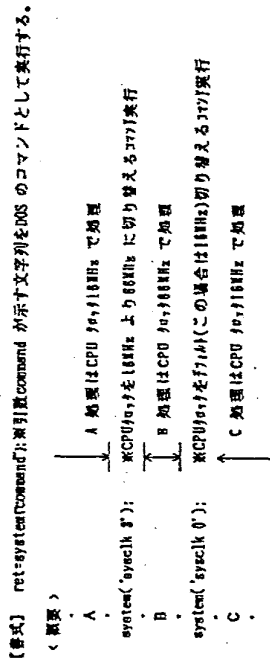 【書式】 ret=system("command"); ※引数command が示す文字列をDOS のコマンドとして実行する。
< 概要 >
A
A 処理はCPU クロック16MHz で処理
system('sysclk 8'); ※CPUクロックを16MHz より66MHz に切り替えるコマンド実行
B
B 処理はCPU クロック66MHz で処理
system('sysclk 0'); ※CPUクロックをデフォルト(この場合は16MHz)切り替えるコマンド実行
C
C 処理はCPU クロック16MHz で処理